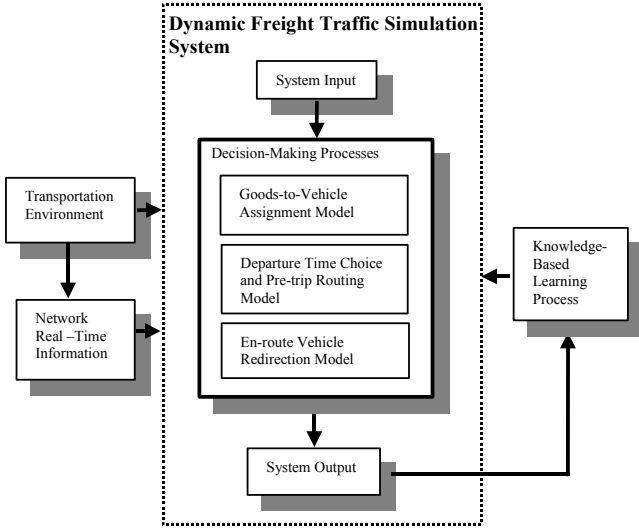 Dynamic Freight Traffic Simulation
System
System Input
Decision-Making Processes
Goods-to-Vehicle
Assignment Model
Departure Time Choice
and Pre-trip Routing
Model
En-route Vehicle
Redirection Model
System Output
Transportation
Environment
Network
Real –Time
Information
Knowledge-
Based
Learning
Process